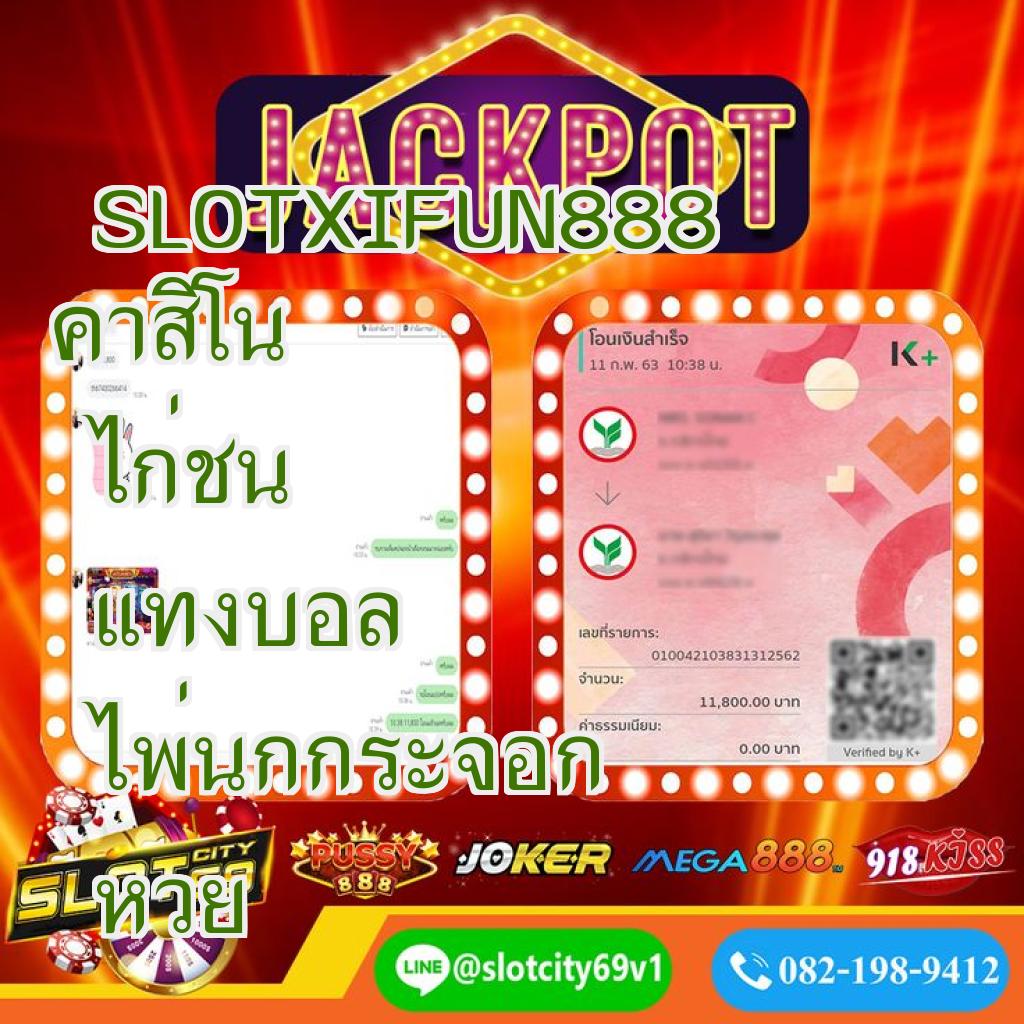 JACKPOT
SLOTXIFUN888
คาสิโน
ไก่ชน
แทงบอล
ไพ่นกกระจอก
หวย
โอนเงินสำเร็จ
K+
11 ก.พ. 63 10:38 น.
เลขที่รายการ:
010042103831312562
จำนวน:
11,800.00 บาท
ค่าธรรมเนียม:
0.00 บาท
Verified by K+
SLOT CITY
PUSSY 888
JOKER
MEGA888
918KISS
LINE @slotcity69v1
082-198-9412